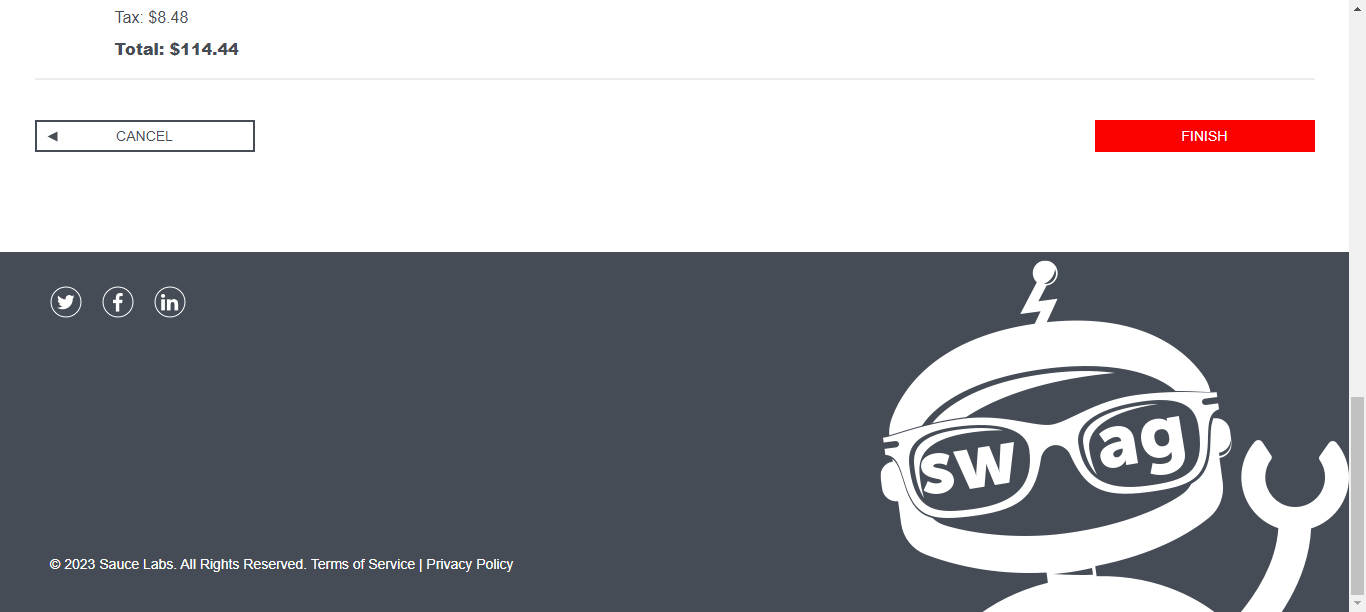 Tax: $8.48
Total: $114.44
CANCEL
FINISH
sw ag
© 2023 Sauce Labs. All Rights Reserved. Terms of Service | Privacy Policy